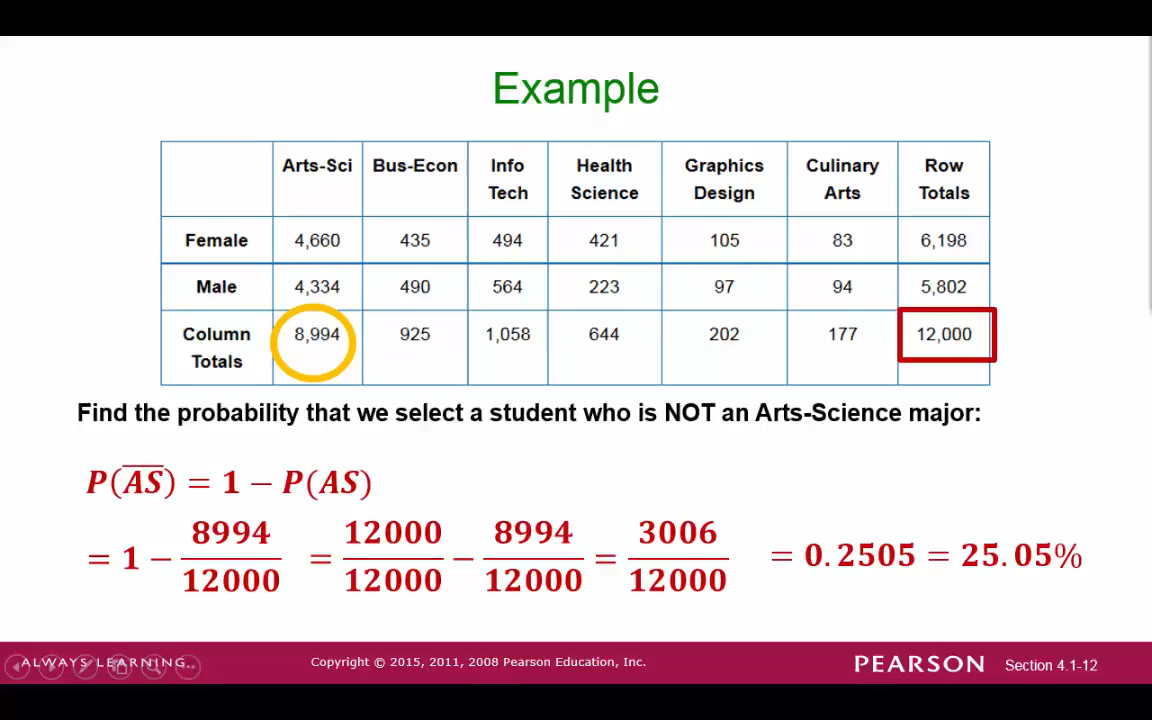 Example
Arts-Sci Bus-Econ Info Tech Health Science Graphics Design Culinary Arts Row Totals
Female 4,660 435 494 421 105 83 6,198
Male 4,334 490 564 223 97 94 5,802
Column Totals 8,994 925 1,058 644 202 177 12,000
Find the probability that we select a student who is NOT an Arts-Science major:
P(A̅S̅) = 1 − P(AS)
= 1 − 8994/12000 = 12000/12000 − 8994/12000 = 3006/12000 = 0.2505 = 25.05%
ALWAYS LEARNING Copyright © 2015, 2011, 2008 Pearson Education, Inc. PEARSON Section 4.1-12